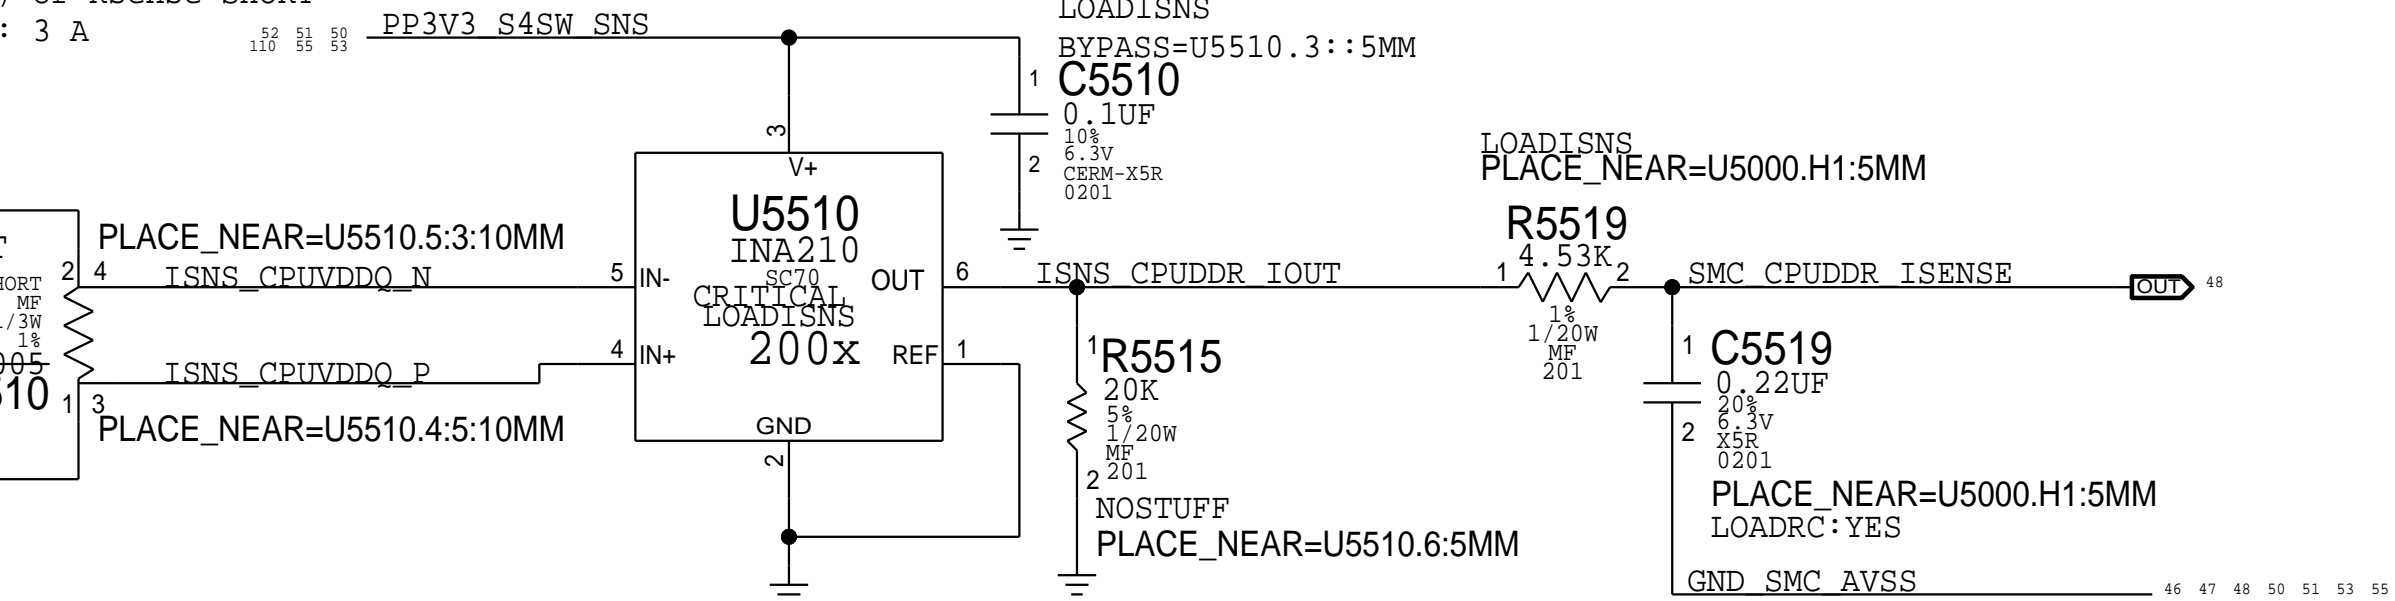 : 3 A
52 51 50
110 55 53
PP3V3_S4SW_SNS
LOADISNS
BYPASS=U5510.3::5MM
1
C5510
0.1UF
10%
6.3V
CERM-X5R
0201
2
3
V+
U5510
INA210
SC70
CRITICAL
LOADISNS
200x
IN-
IN+
OUT
REF
GND
5
4
6
1
2
PLACE_NEAR=U5510.5:3:10MM
2 4
ISNS_CPUVDDQ_N
MF
1/3W
1%
ISNS_CPUVDDQ_P
1 3
PLACE_NEAR=U5510.4:5:10MM
ISNS_CPUDDR_IOUT
1
R5515
20K
5%
1/20W
MF
201
2
NOSTUFF
PLACE_NEAR=U5510.6:5MM
LOADISNS
PLACE_NEAR=U5000.H1:5MM
R5519
4.53K
1
2
1%
1/20W
MF
201
SMC_CPUDDR_ISENSE
OUT
48
1
C5519
0.22UF
20%
6.3V
X5R
0201
2
PLACE_NEAR=U5000.H1:5MM
LOADRC:YES
GND_SMC_AVSS
46 47 48 50 51 53 55